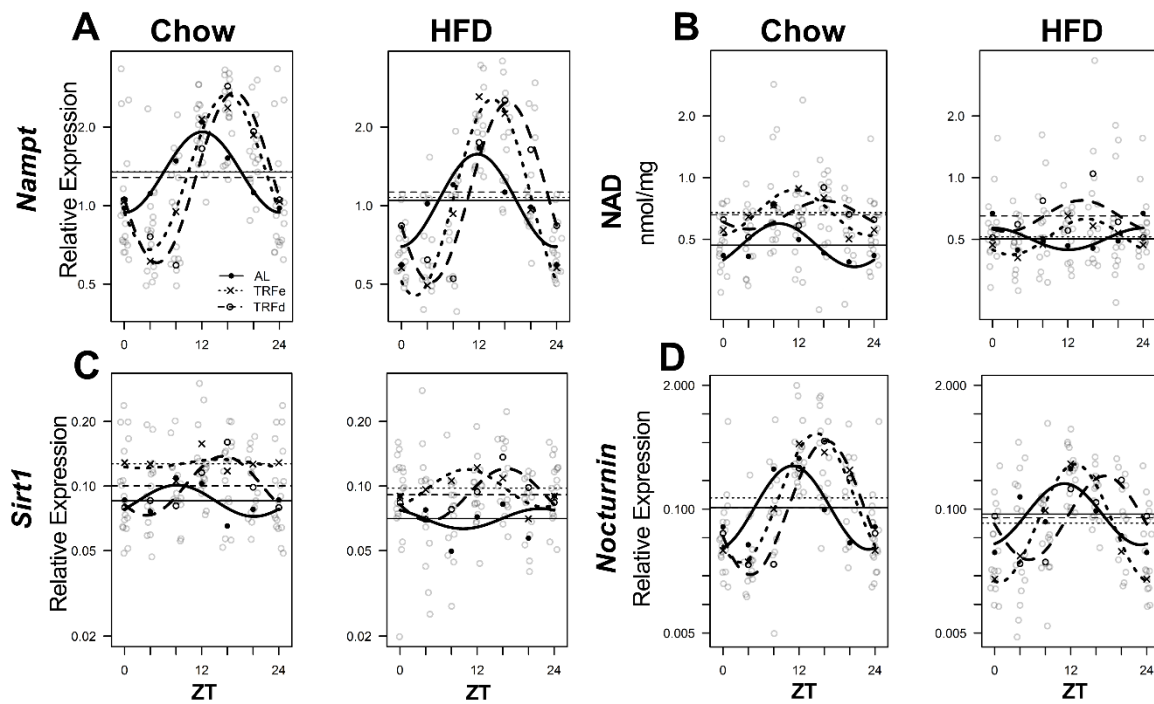 A Chow HFD B Chow HFD
Nampt
Relative Expression
2.0
1.0
0.5
AL
TRFe
TRFd
0 12 24
2.0
1.0
0.5
0 12 24
NAD
nmol/mg
2.0
1.0
0.5
0 12 24
2.0
1.0
0.5
0 12 24
C D
Sirt1
Relative Expression
0.20
0.10
0.05
0.02
0 12 24
ZT
0.20
0.10
0.05
0.02
0 12 24
ZT
Nocturnin
Relative Expression
2.000
0.100
0.005
0 12 24
ZT
2.000
0.100
0.005
0 12 24
ZT